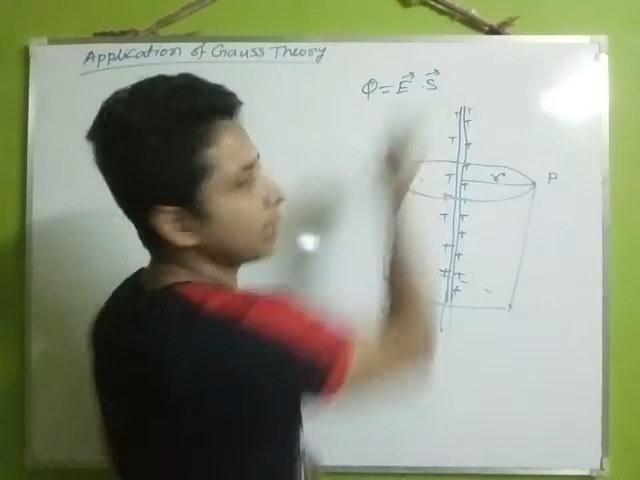 Application of Gauss Theory
Φ = E⃗ . S⃗
r
P